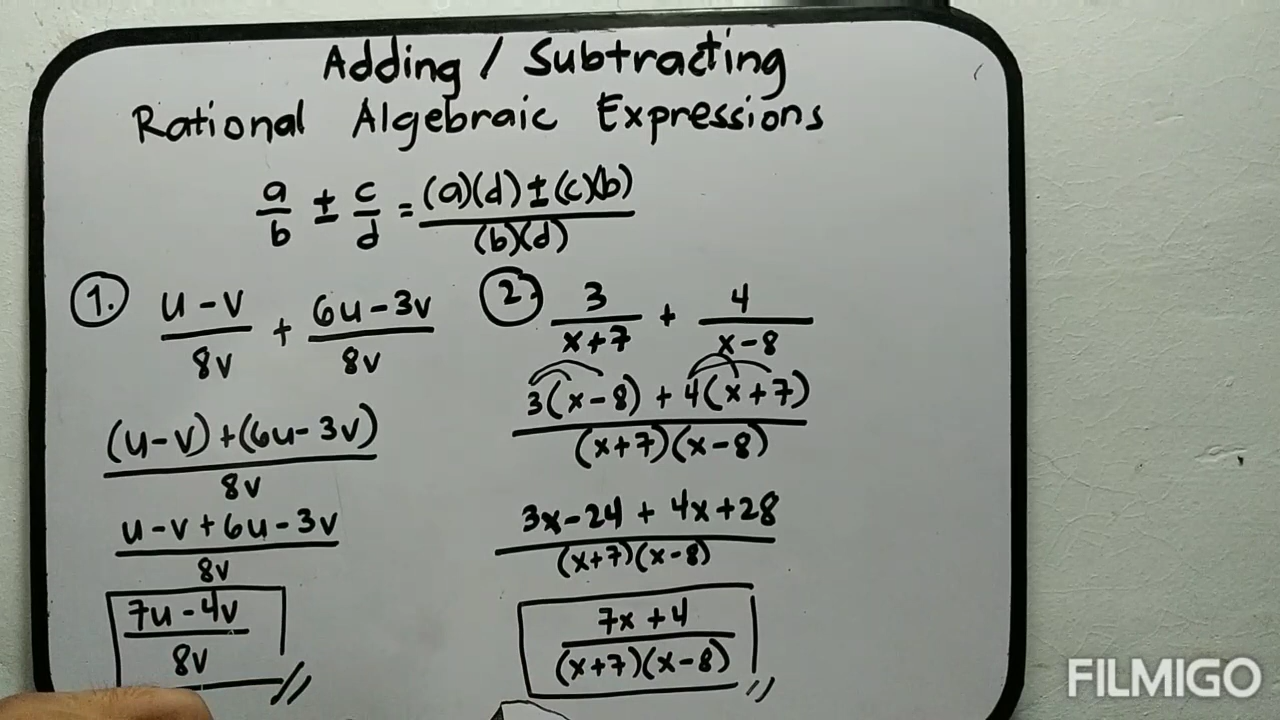 Adding / Subtracting
Rational Algebraic Expressions
a/b ± c/d = (a)(d) ± (c)(b)/(b)(d)
1. u - v/8v + 6u - 3v/8v
(u - v) + (6u - 3v)/8v
u - v + 6u - 3v/8v
7u - 4v/8v
2. 3/x+7 + 4/x-8
3(x-8) + 4(x+7)/(x+7)(x-8)
3x-24 + 4x+28/(x+7)(x-8)
7x+4/(x+7)(x-8)
FILMIGO